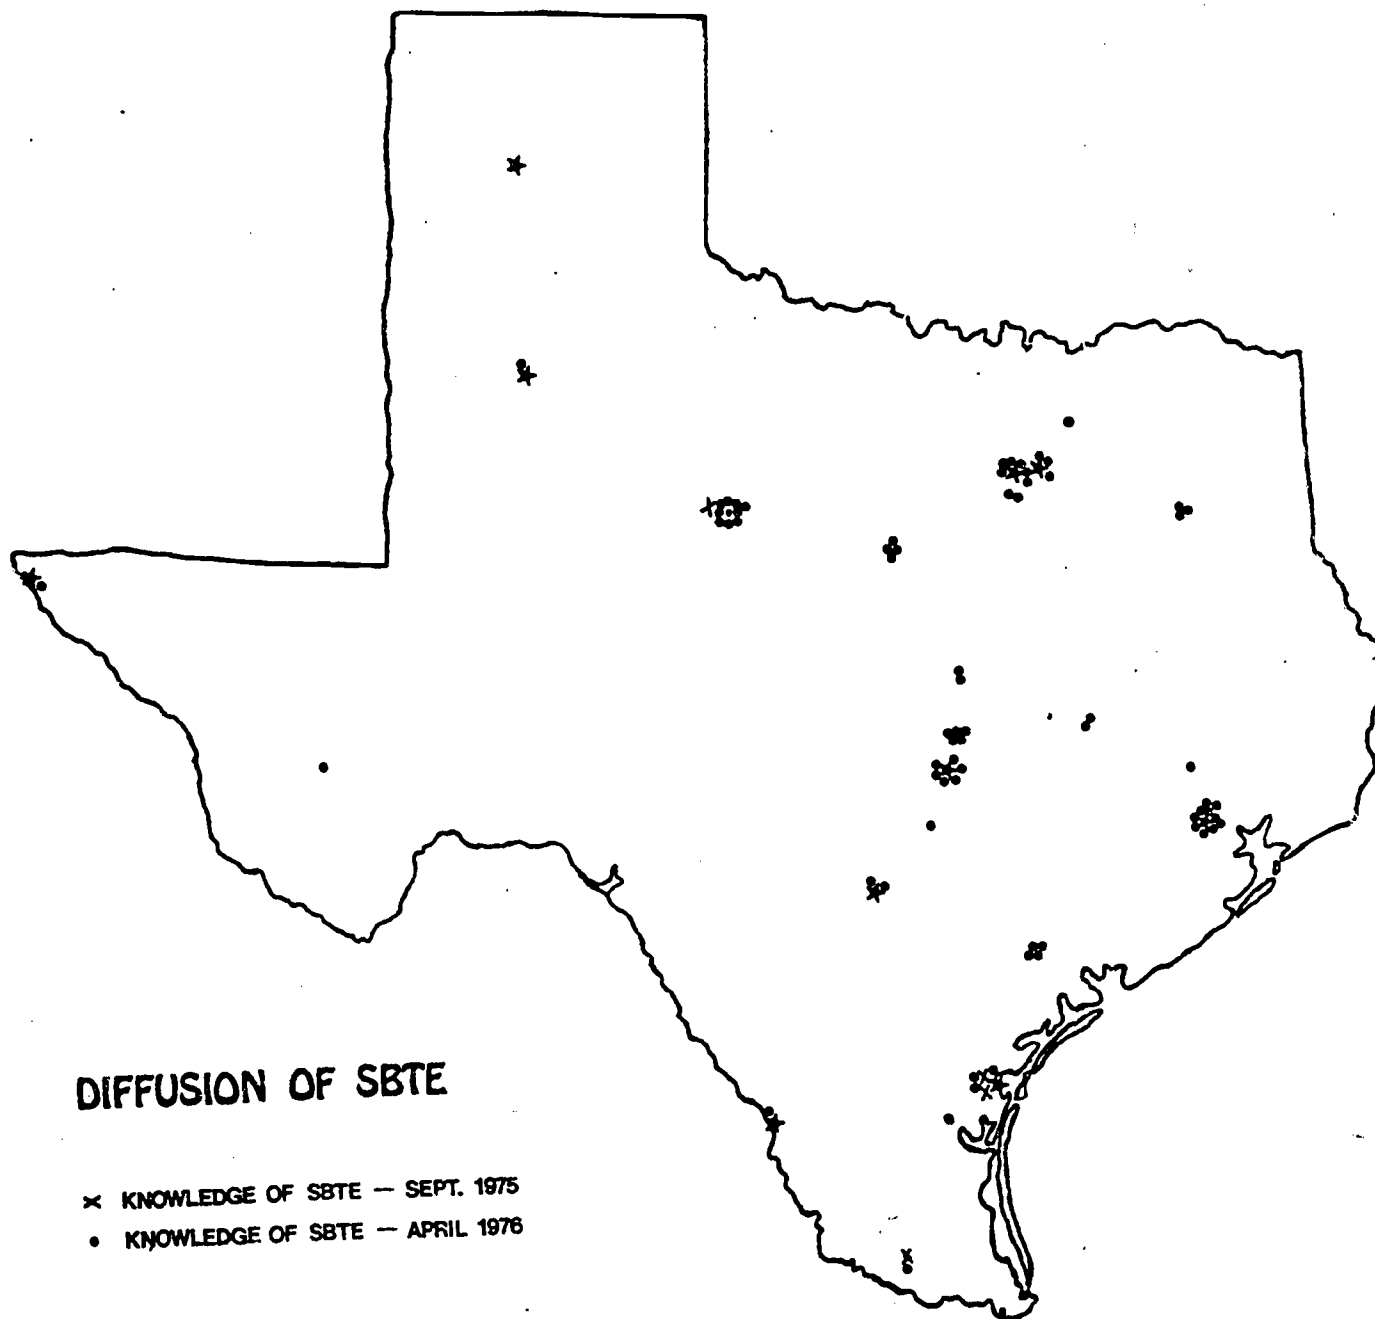 DIFFUSION OF SBTE
× KNOWLEDGE OF SBTE — SEPT. 1975
• KNOWLEDGE OF SBTE — APRIL 1976